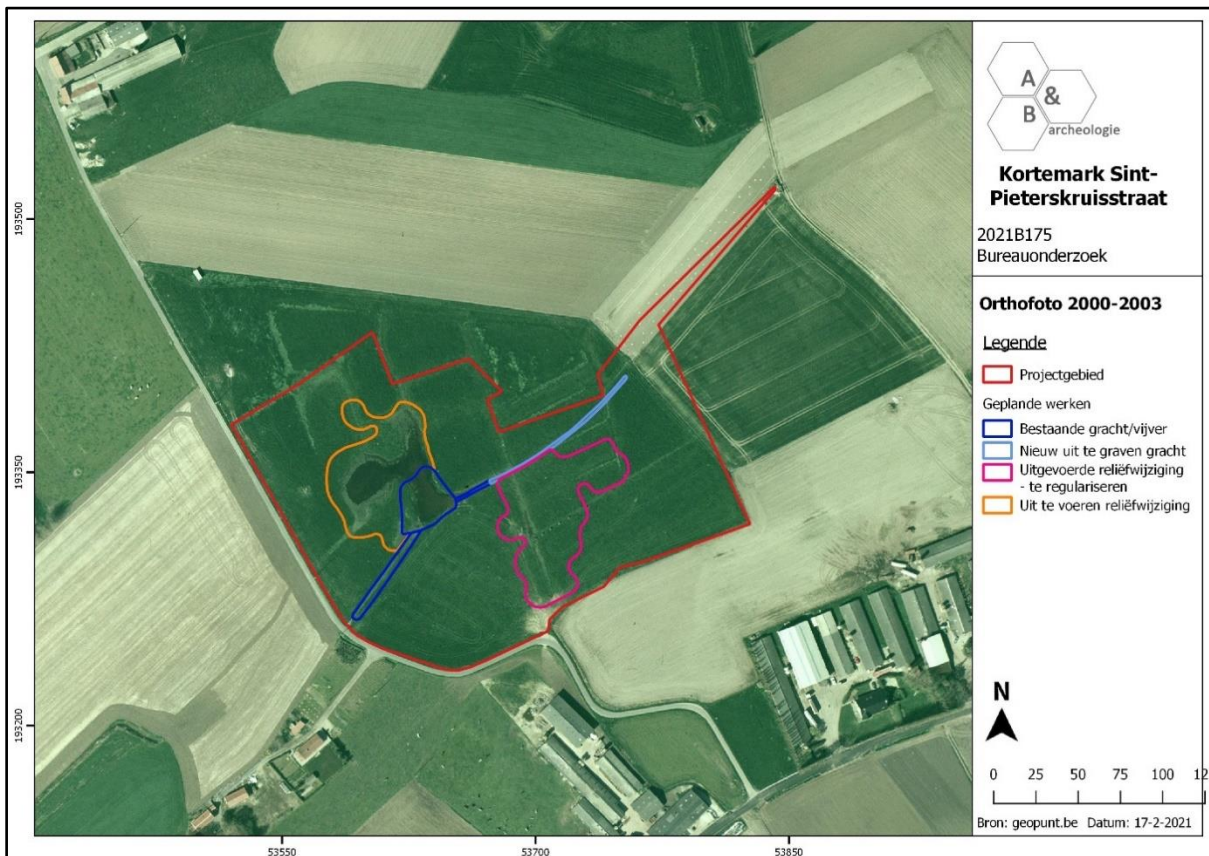 A
&
B
archeologie
Kortemark Sint-
Pieterskruisstraat
2021B175
Bureauonderzoek
Orthofoto 2000-2003
Legende
Projectgebied
Geplande werken
Bestaande gracht/vijver
Nieuw uit te graven gracht
Uitgevoerde reliëfwijziging
- te regulariseren
Uit te voeren reliëfwijziging
N
0 25 50 75 100 12
Bron: geopunt.be Datum: 17-2-2021
193500
193350
193200
53550 53700 53850